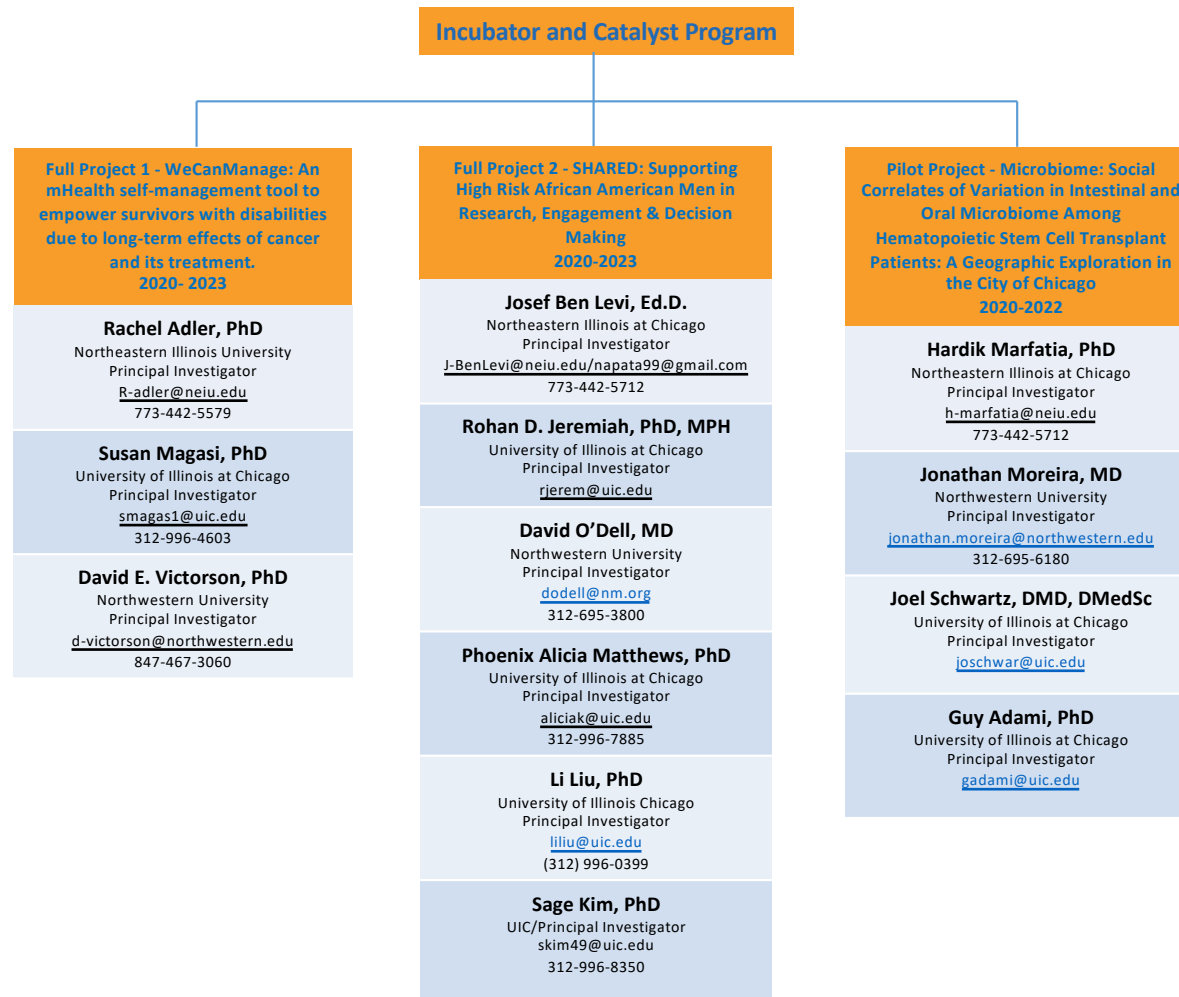 Incubator and Catalyst Program
Full Project 1 - WeCanManage: An
mHealth self-management tool to
empower survivors with disabilities
due to long-term effects of cancer
and its treatment.
2020- 2023
Rachel Adler, PhD
Northeastern Illinois University
Principal Investigator
R-adler@neiu.edu
773-442-5579
Susan Magasi, PhD
University of Illinois at Chicago
Principal Investigator
smagas1@uic.edu
312-996-4603
David E. Victorson, PhD
Northwestern University
Principal Investigator
d-victorson@northwestern.edu
847-467-3060
Full Project 2 - SHARED: Supporting
High Risk African American Men in
Research, Engagement & Decision
Making
2020-2023
Josef Ben Levi, Ed.D.
Northeastern Illinois at Chicago
Principal Investigator
J-BenLevi@neiu.edu/napata99@gmail.com
773-442-5712
Rohan D. Jeremiah, PhD, MPH
University of Illinois at Chicago
Principal Investigator
rjerem@uic.edu
David O’Dell, MD
Northwestern University
Principal Investigator
dodell@nm.org
312-695-3800
Phoenix Alicia Matthews, PhD
University of Illinois at Chicago
Principal Investigator
aliciak@uic.edu
312-996-7885
Li Liu, PhD
University of Illinois Chicago
Principal Investigator
liliu@uic.edu
(312) 996-0399
Sage Kim, PhD
UIC/Principal Investigator
skim49@uic.edu
312-996-8350
Pilot Project - Microbiome: Social
Correlates of Variation in Intestinal and
Oral Microbiome Among
Hematopoietic Stem Cell Transplant
Patients: A Geographic Exploration in
the City of Chicago
2020-2022
Hardik Marfatia, PhD
Northeastern Illinois at Chicago
Principal Investigator
h-marfatia@neiu.edu
773-442-5712
Jonathan Moreira, MD
Northwestern University
Principal Investigator
jonathan.moreira@northwestern.edu
312-695-6180
Joel Schwartz, DMD, DMedSc
University of Illinois at Chicago
Principal Investigator
joschwar@uic.edu
Guy Adami, PhD
University of Illinois at Chicago
Principal Investigator
gadami@uic.edu